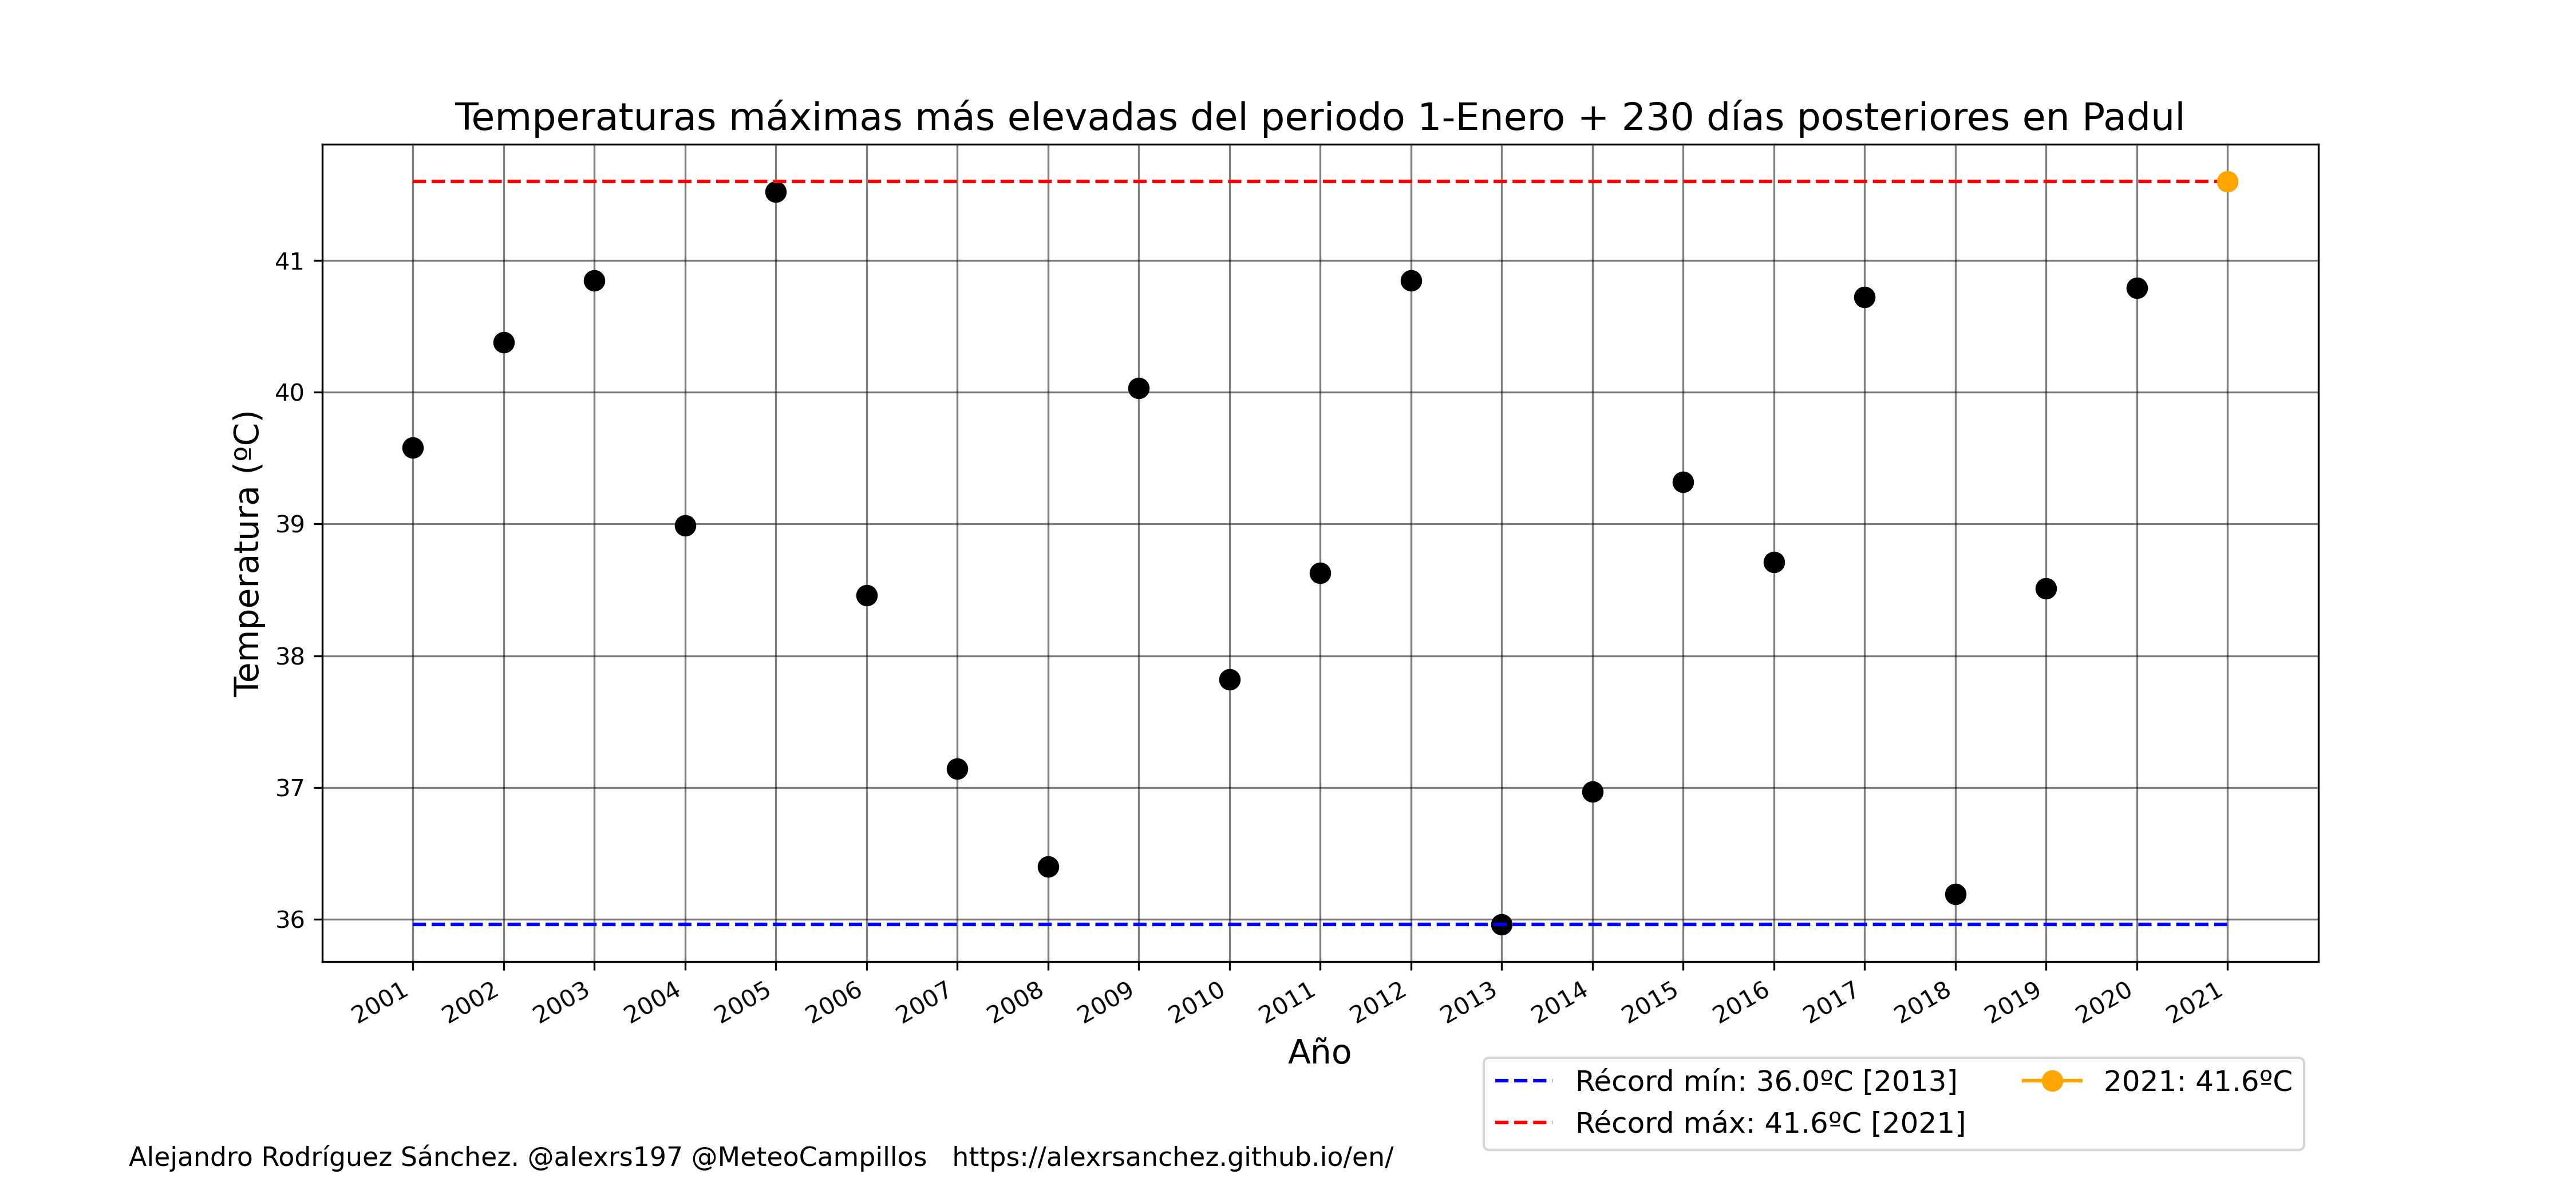 Temperaturas máximas más elevadas del periodo 1-Enero + 230 días posteriores en Padul
Temperatura (ºC)
41
40
39
38
37
36
2001 2002 2003 2004 2005 2006 2007 2008 2009 2010 2011 2012 2013 2014 2015 2016 2017 2018 2019 2020 2021
Año
Récord mín: 36.0ºC [2013]
Récord máx: 41.6ºC [2021]
2021: 41.6ºC
Alejandro Rodríguez Sánchez. @alexrs197 @MeteoCampillos https://alexrsanchez.github.io/en/